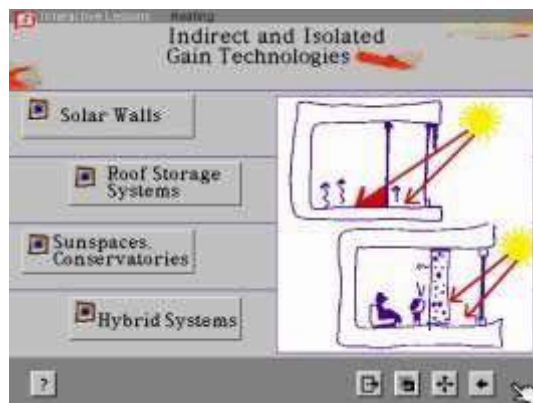 Interactive Lessons Heating
Indirect and Isolated
Gain Technologies
Solar Walls
Roof Storage
Systems
Sunspaces,
Conservatories
Hybrid Systems
?